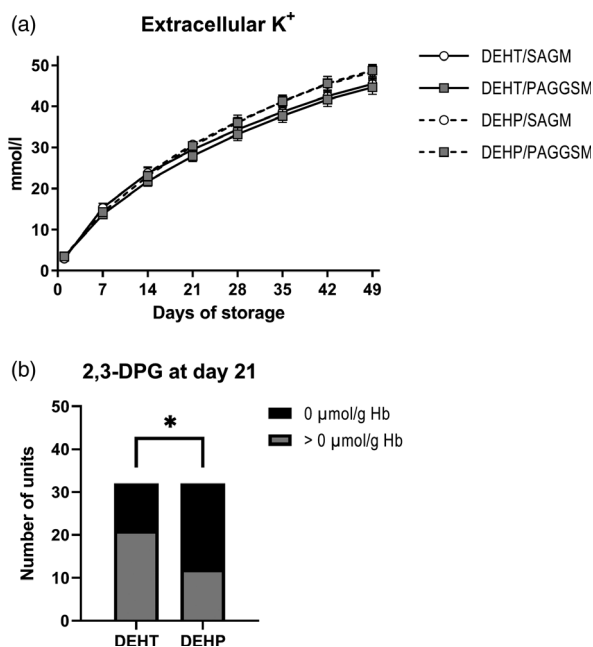 (a)
Extracellular K⁺
50
40
30
20
10
0
mmol/l
0 7 14 21 28 35 42 49
Days of storage
DEHT/SAGM
DEHT/PAGGSM
DEHP/SAGM
DEHP/PAGGSM
(b)
2,3-DPG at day 21
50
40
30
20
10
0
Number of units
*
DEHT DEHP
0 µmol/g Hb
> 0 µmol/g Hb